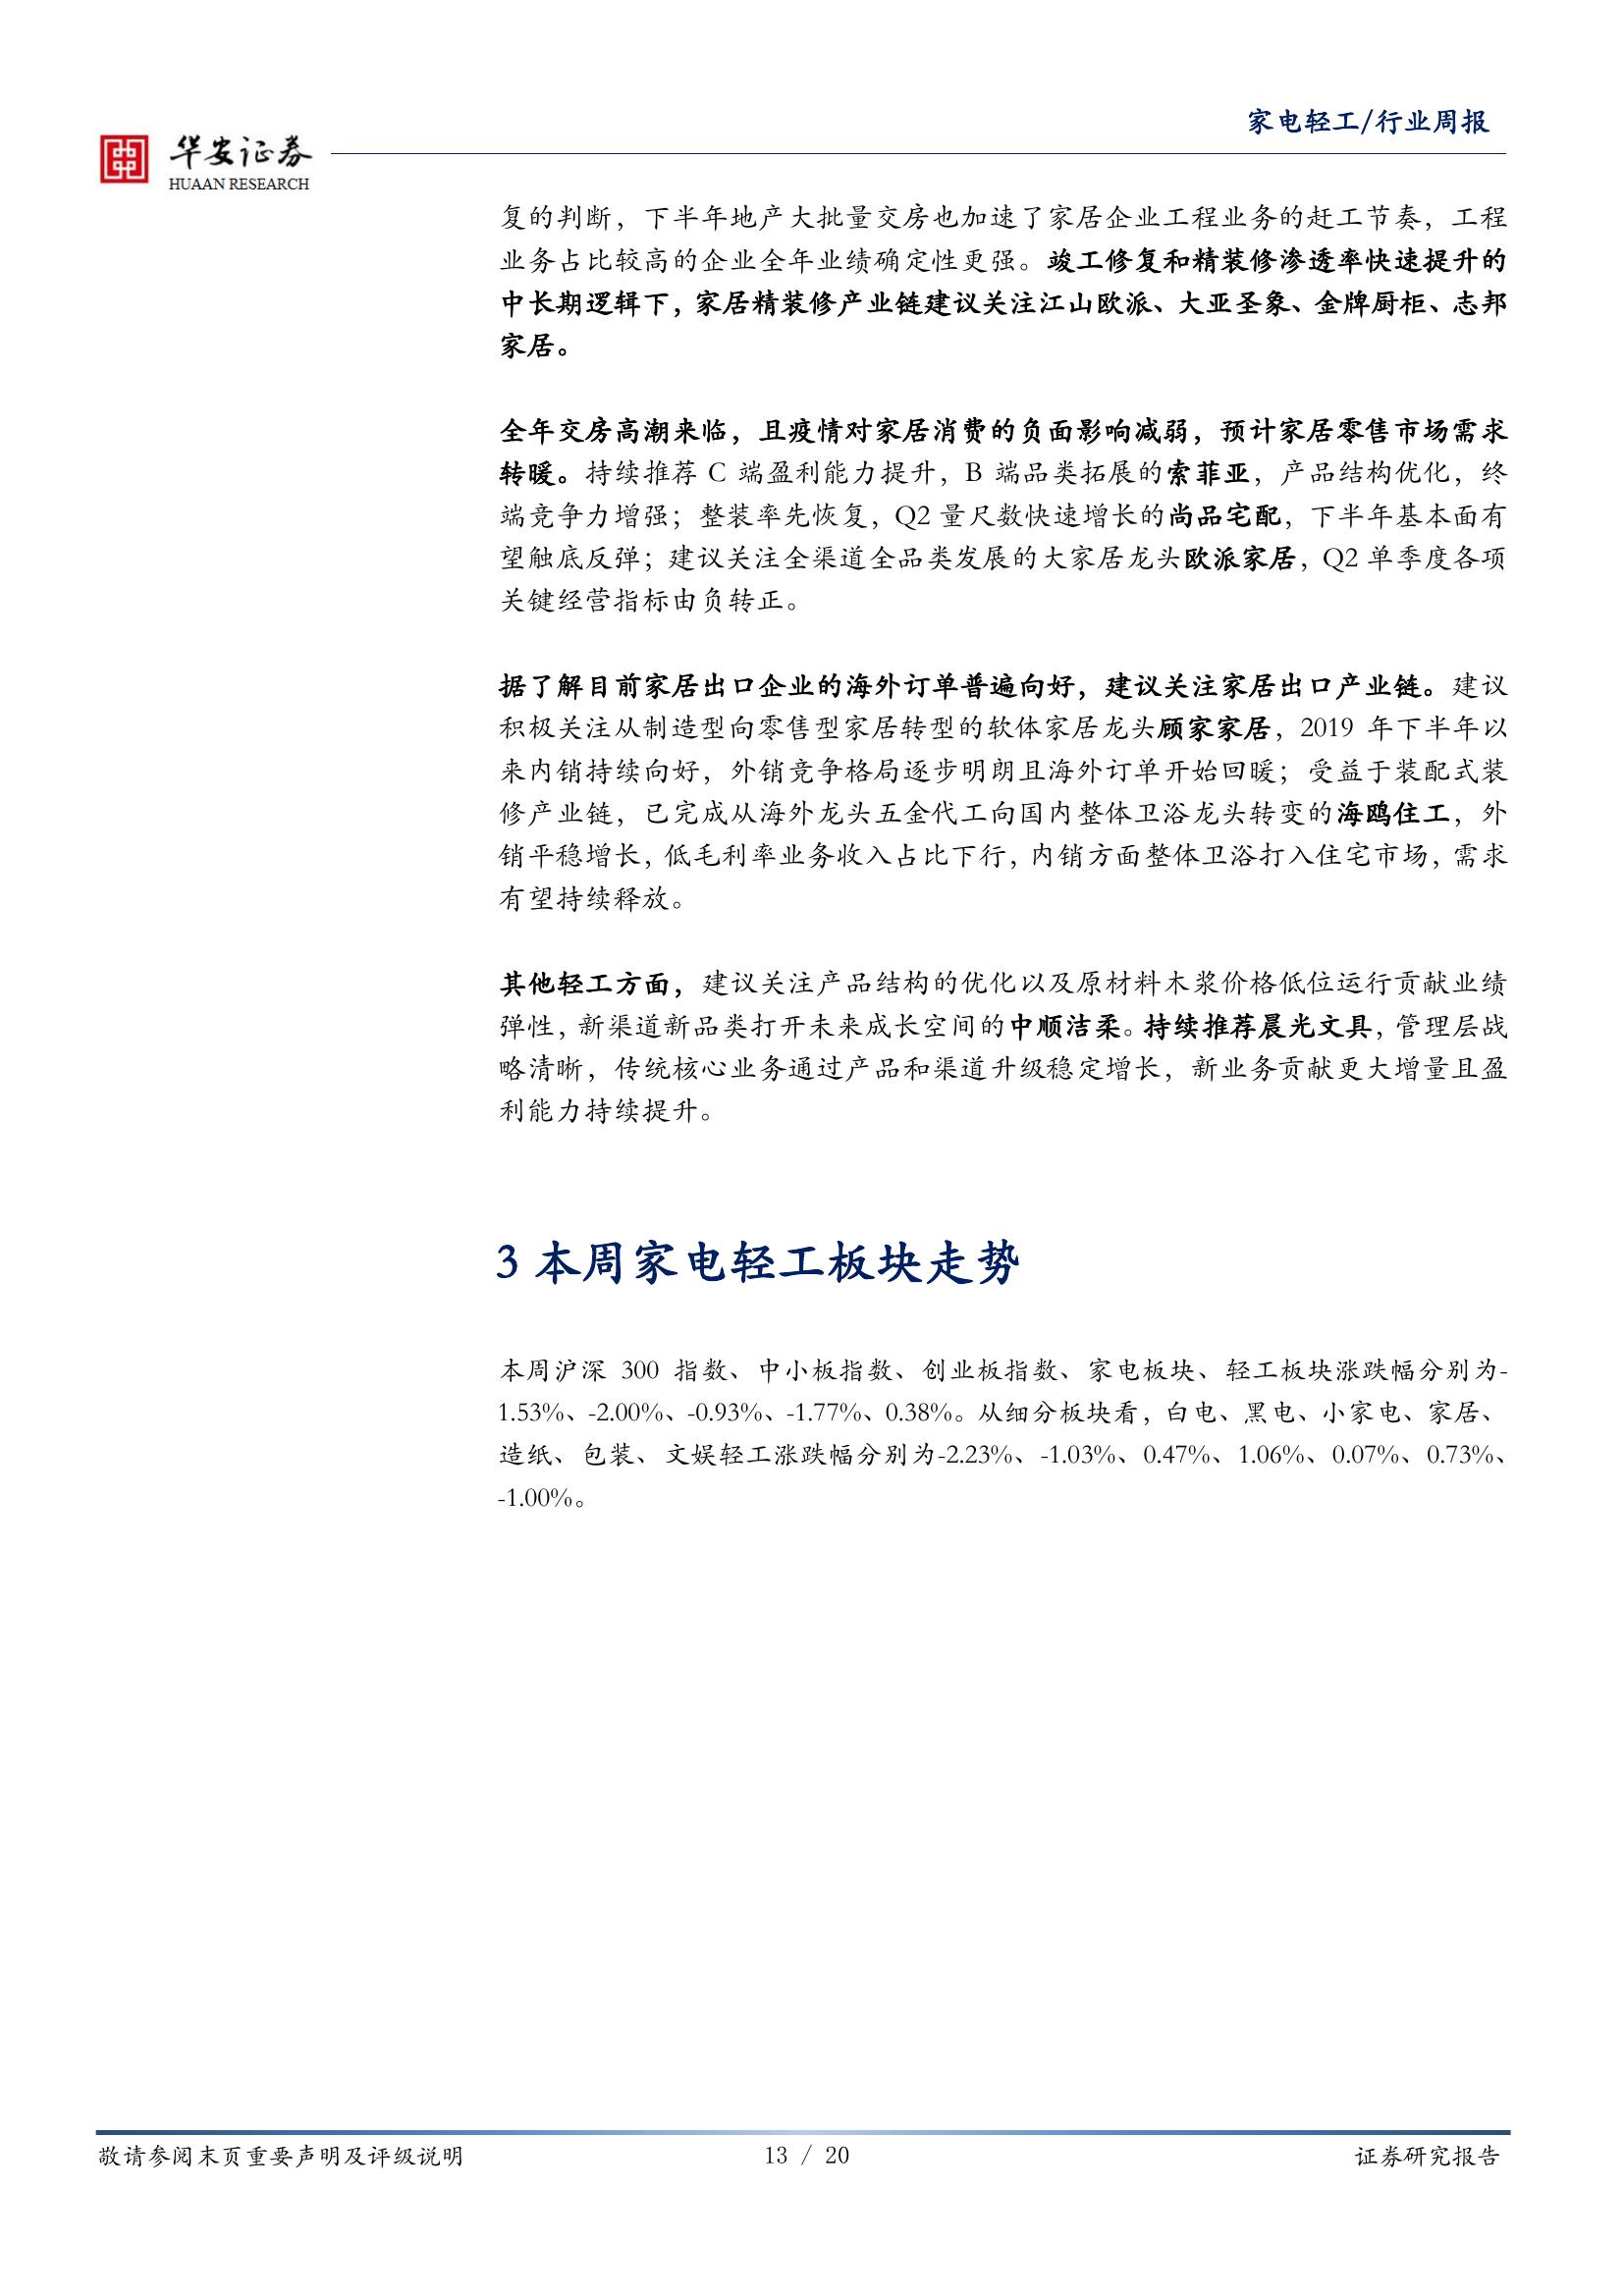 家电轻工/行业周报
华安证券
HUAAN RESEARCH
复的判断，下半年地产大批量交房也加速了家居企业工程业务的赶工节奏，工程
业务占比较高的企业全年业绩确定性更强。竣工修复和精装修渗透率快速提升的
中长期逻辑下，家居精装修产业链建议关注江山欧派、大亚圣象、金牌厨柜、志邦
家居。
全年交房高潮来临，且疫情对家居消费的负面影响减弱，预计家居零售市场需求
转暖。持续推荐 C 端盈利能力提升，B 端品类拓展的索菲亚，产品结构优化，终
端竞争力增强；整装率先恢复，Q2 量尺数快速增长的尚品宅配，下半年基本面有
望触底反弹；建议关注全渠道全品类发展的大家居龙头欧派家居，Q2 单季度各项
关键经营指标由负转正。
据了解目前家居出口企业的海外订单普遍向好，建议关注家居出口产业链。建议
积极关注从制造型向零售型家居转型的软体家居龙头顾家家居，2019 年下半年以
来内销持续向好，外销竞争格局逐步明朗且海外订单开始回暖；受益于装配式装
修产业链，已完成从海外龙头五金代工向国内整体卫浴龙头转变的海鸥住工，外
销平稳增长，低毛利率业务收入占比下行，内销方面整体卫浴打入住宅市场，需求
有望持续释放。
其他轻工方面，建议关注产品结构的优化以及原材料木浆价格低位运行贡献业绩
弹性，新渠道新品类打开未来成长空间的中顺洁柔。持续推荐晨光文具，管理层战
略清晰，传统核心业务通过产品和渠道升级稳定增长，新业务贡献更大增量且盈
利能力持续提升。
3 本周家电轻工板块走势
本周沪深 300 指数、中小板指数、创业板指数、家电板块、轻工板块涨跌幅分别为-
1.53%、-2.00%、-0.93%、-1.77%、0.38%。从细分板块看，白电、黑电、小家电、家居、
造纸、包装、文娱轻工涨跌幅分别为-2.23%、-1.03%、0.47%、1.06%、0.07%、0.73%、
-1.00%。
敬请参阅末页重要声明及评级说明
13 / 20
证券研究报告